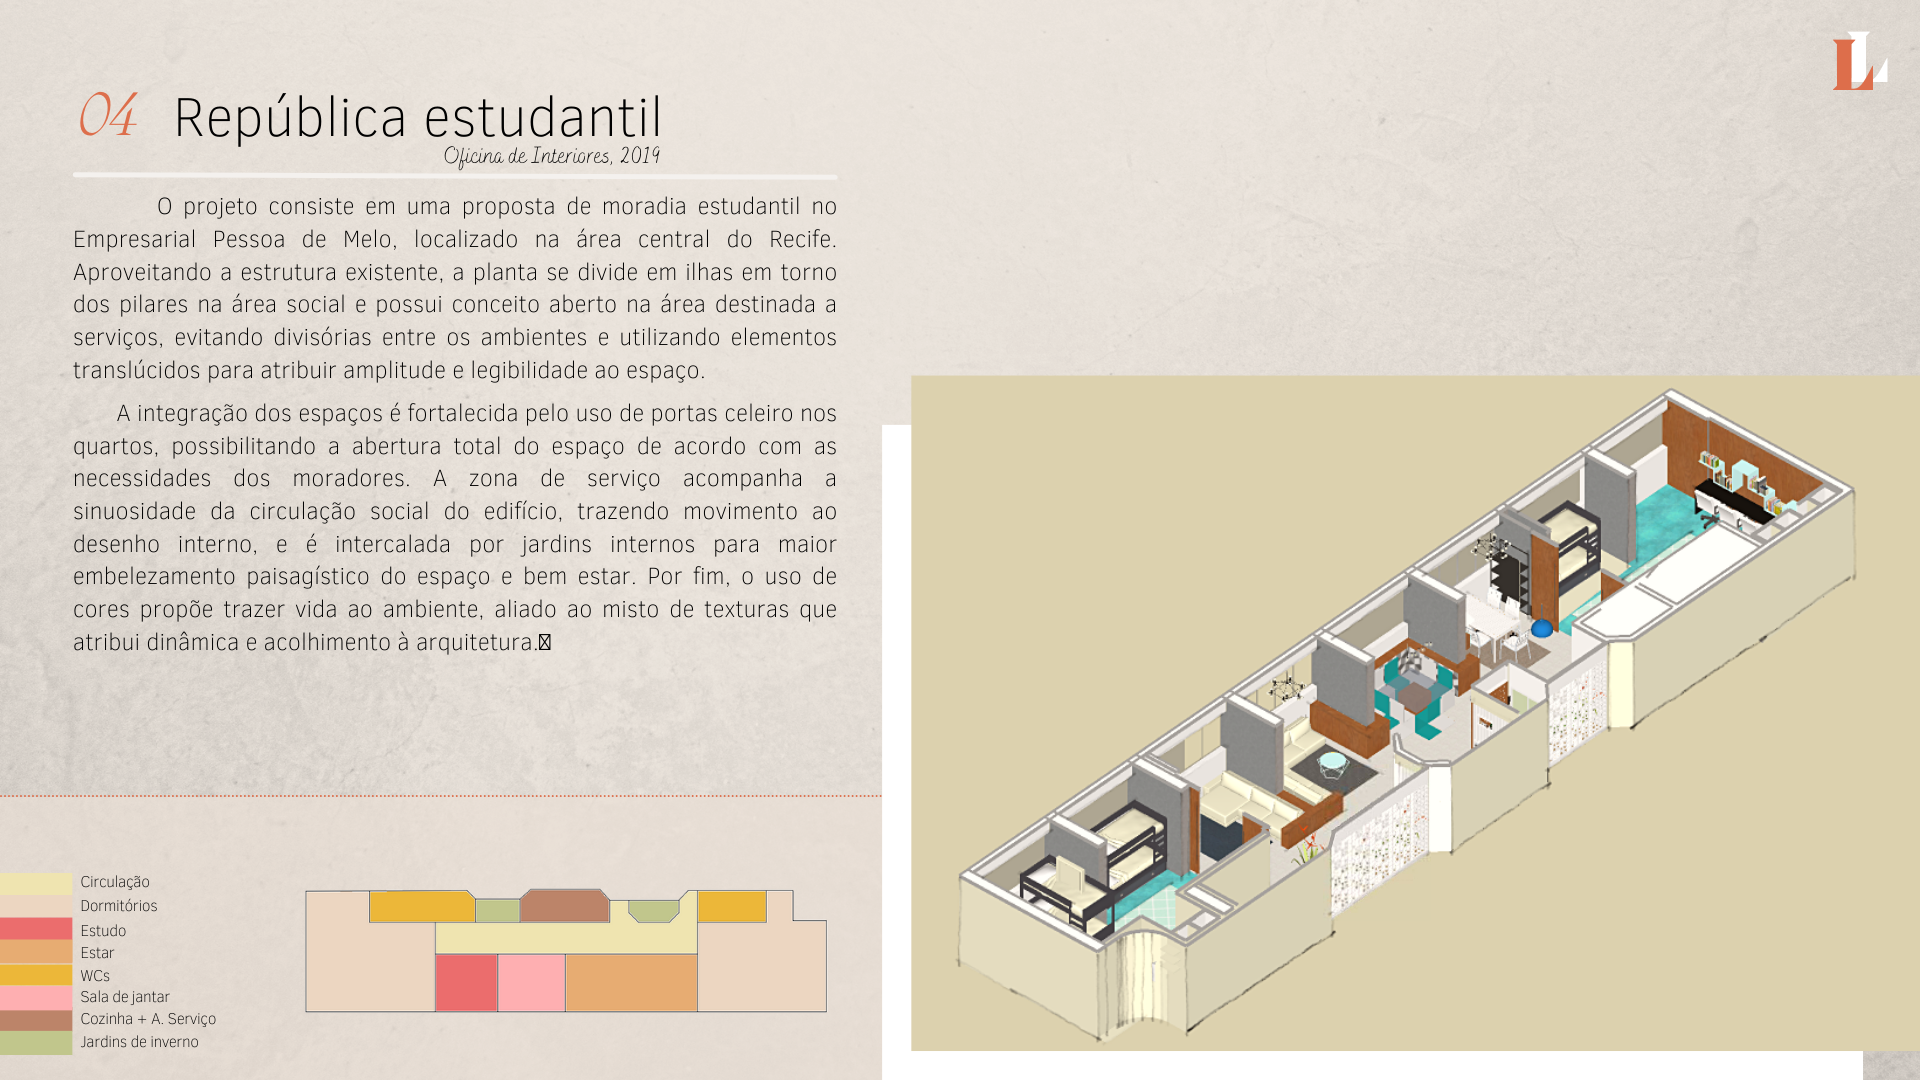 LL
04 República estudantil
Oficina de Interiores, 2019
O projeto consiste em uma proposta de moradia estudantil no
Empresarial Pessoa de Melo, localizado na área central do Recife.
Aproveitando a estrutura existente, a planta se divide em ilhas em torno
dos pilares na área social e possui conceito aberto na área destinada a
serviços, evitando divisórias entre os ambientes e utilizando elementos
translúcidos para atribuir amplitude e legibilidade ao espaço.
A integração dos espaços é fortalecida pelo uso de portas celeiro nos
quartos, possibilitando a abertura total do espaço de acordo com as
necessidades dos moradores. A zona de serviço acompanha a
sinuosidade da circulação social do edifício, trazendo movimento ao
desenho interno, e é intercalada por jardins internos para maior
embelezamento paisagístico do espaço e bem estar. Por fim, o uso de
cores propõe trazer vida ao ambiente, aliado ao misto de texturas que
atribui dinâmica e acolhimento à arquitetura.
Circulação
Dormitórios
Estudo
Estar
WCs
Sala de jantar
Cozinha + A. Serviço
Jardins de inverno